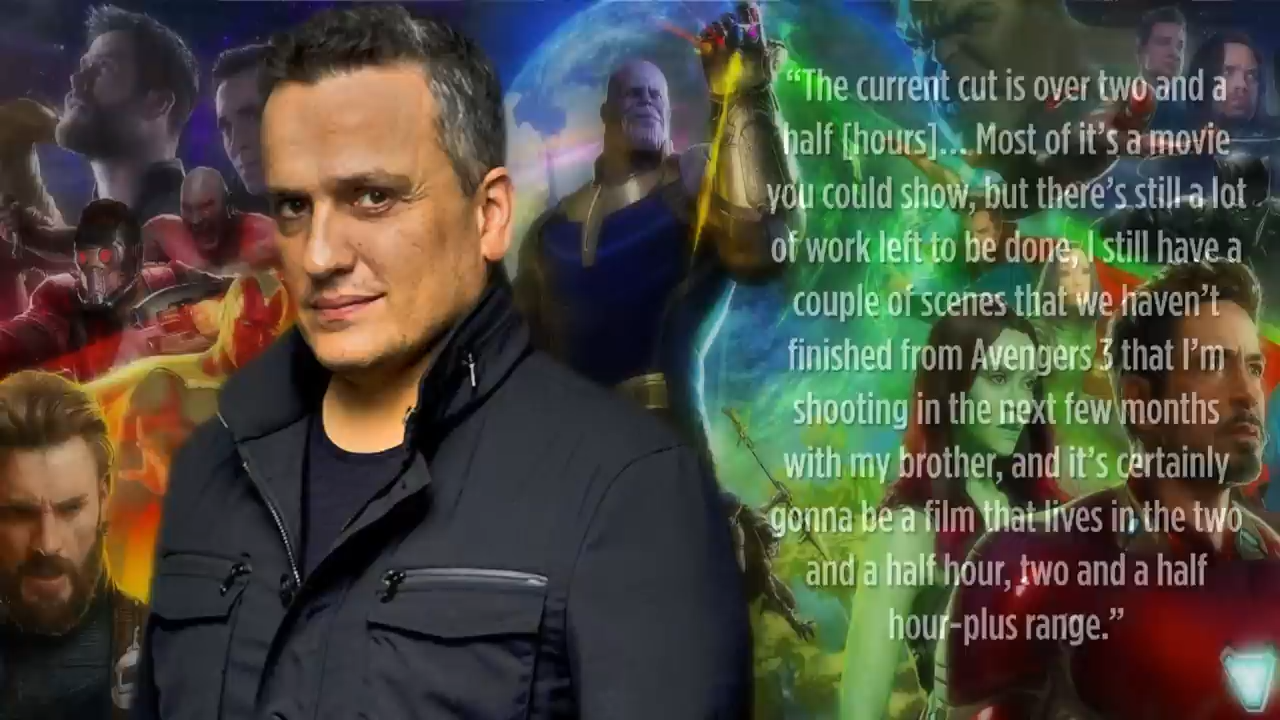 “The current cut is over two and a
half [hours]... Most of it’s a movie
you could show, but there’s still a lot
of work left to be done, I still have a
couple of scenes that we haven’t
finished from Avengers 3 that I’m
shooting in the next few months
with my brother, and it’s certainly
gonna be a film that lives in the two
and a half hour, two and a half
hour-plus range.”